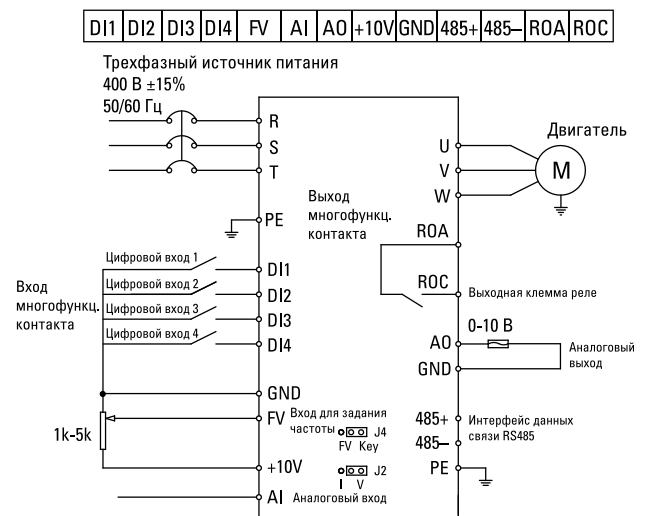 DI1 DI2 DI3 DI4 FV AI AO +10V GND 485+ 485– ROA ROC
Трехфазный источник питания
400 В ±15%
50/60 Гц
R
S
T
PE
U
V
W
Двигатель
M
Выход
многофункц.
контакта
ROA
ROC
Выходная клемма реле
Вход
многофункц.
контакта
Цифровой вход 1
DI1
Цифровой вход 2
DI2
Цифровой вход 3
DI3
Цифровой вход 4
DI4
AO
0-10 В
GND
Аналоговый
выход
GND
1k-5k
FV
Вход для задания
частоты
J4
FV Key
+10V
J2
I V
AI
Аналоговый вход
485+
485–
Интерфейс данных
связи RS485
PE